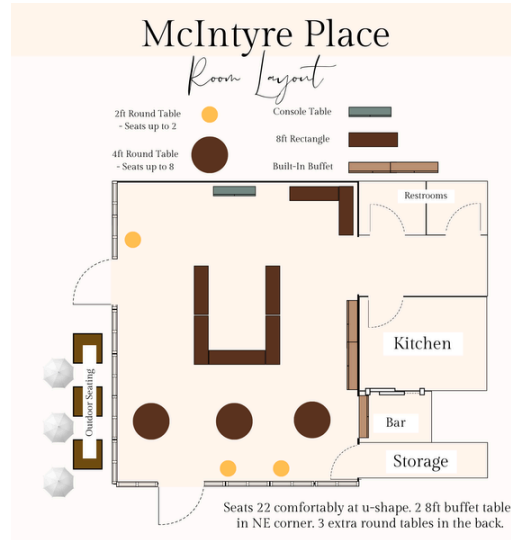 McIntyre Place
Room Layout
2ft Round Table
- Seats up to 2
Console Table
8ft Rectangle
4ft Round Table
- Seats up to 8
Built-In Buffet
Restrooms
Kitchen
Outdoor Seating
Bar
Storage
Seats 22 comfortably at u-shape. 2 8ft buffet table
in NE corner. 3 extra round tables in the back.